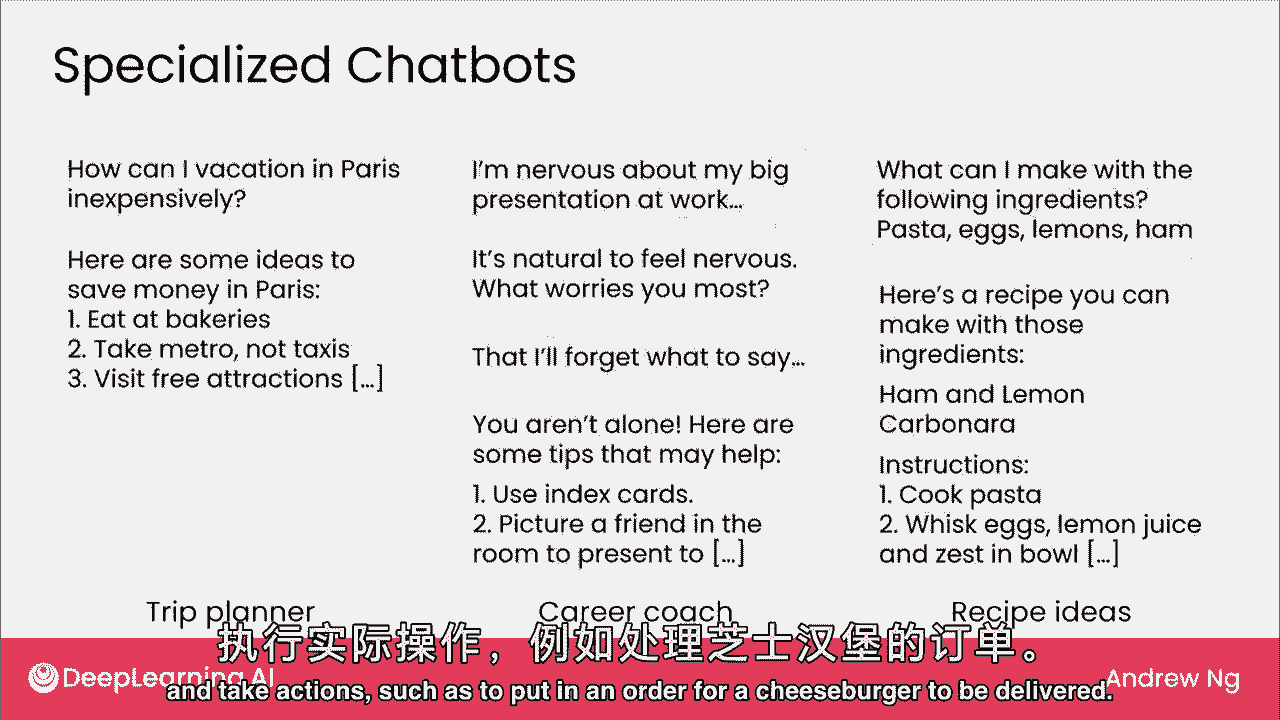 Specialized Chatbots
How can I vacation in Paris
inexpensively?
Here are some ideas to
save money in Paris:
1. Eat at bakeries
2. Take metro, not taxis
3. Visit free attractions [...]
Trip planner
I'm nervous about my big
presentation at work...
It's natural to feel nervous.
What worries you most?
That I'll forget what to say...
You aren't alone! Here are
some tips that may help:
1. Use index cards.
2. Picture a friend in the
room to present to [...]
Career coach
What can I make with the
following ingredients?
Pasta, eggs, lemons, ham
Here's a recipe you can
make with those
ingredients:
Ham and Lemon
Carbonara
Instructions:
1. Cook pasta
2. Whisk eggs, lemon juice
and zest in bowl [...]
Recipe ideas
执行实际操作，例如处理芝士汉堡的订单。
DeepLearning.AI
and take actions, such as to put in an order for a cheeseburger to be delivered.
Andrew Ng